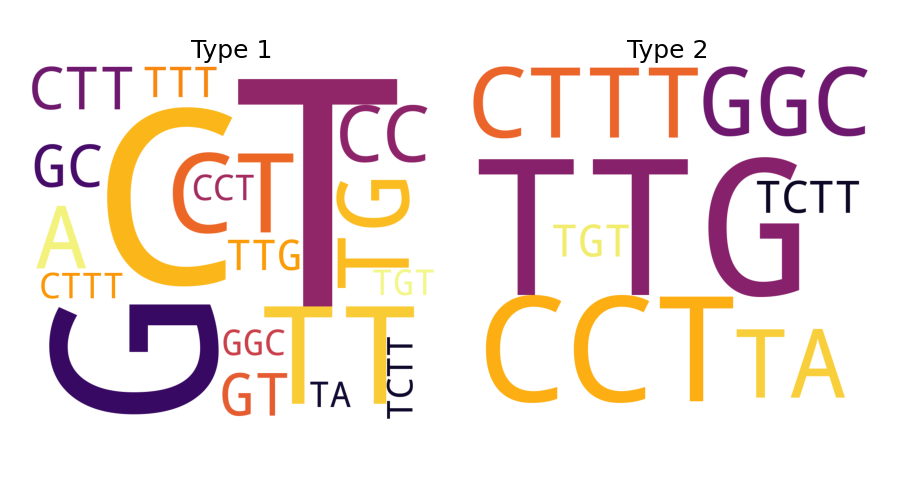 Type 1
CTT TTT
T
C
CC
GC
CT
CCT
TG
A
TTG
TGT
CTTT
G
TT
GGC
TCTT
GT
TA
Type 2
CTTT GGC
TTG
TCTT
TGT
CCT
TA